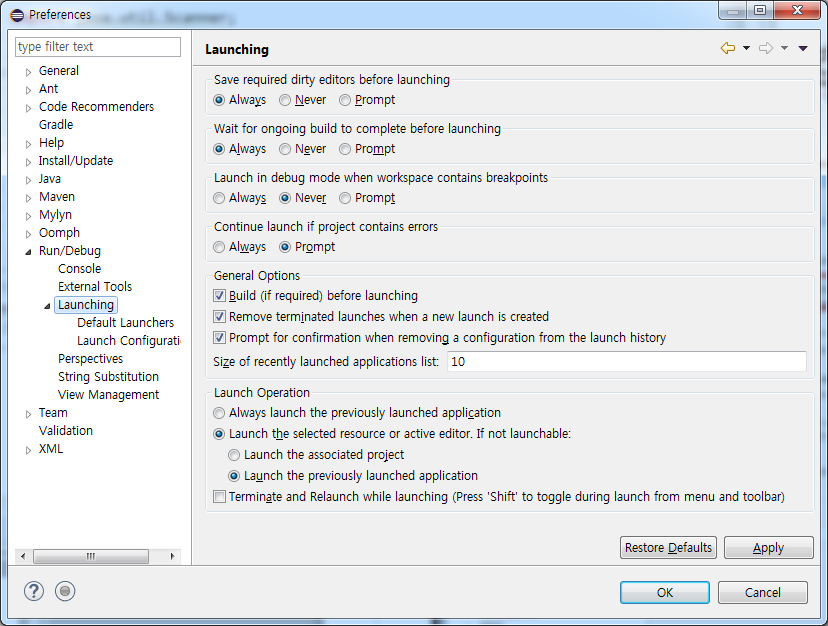 Preferences
type filter text
General
Ant
Code Recommenders
Gradle
Help
Install/Update
Java
Maven
Mylyn
Oomph
Run/Debug
Console
External Tools
Launching
Default Launchers
Launch Configurati
Perspectives
String Substitution
View Management
Team
Validation
XML
Launching
Save required dirty editors before launching
Always Never Prompt
Wait for ongoing build to complete before launching
Always Never Prompt
Launch in debug mode when workspace contains breakpoints
Always Never Prompt
Continue launch if project contains errors
Always Prompt
General Options
Build (if required) before launching
Remove terminated launches when a new launch is created
Prompt for confirmation when removing a configuration from the launch history
Size of recently launched applications list: 10
Launch Operation
Always launch the previously launched application
Launch the selected resource or active editor. If not launchable:
Launch the associated project
Launch the previously launched application
Terminate and Relaunch while launching (Press 'Shift' to toggle during launch from menu and toolbar)
Restore Defaults Apply
? OK Cancel